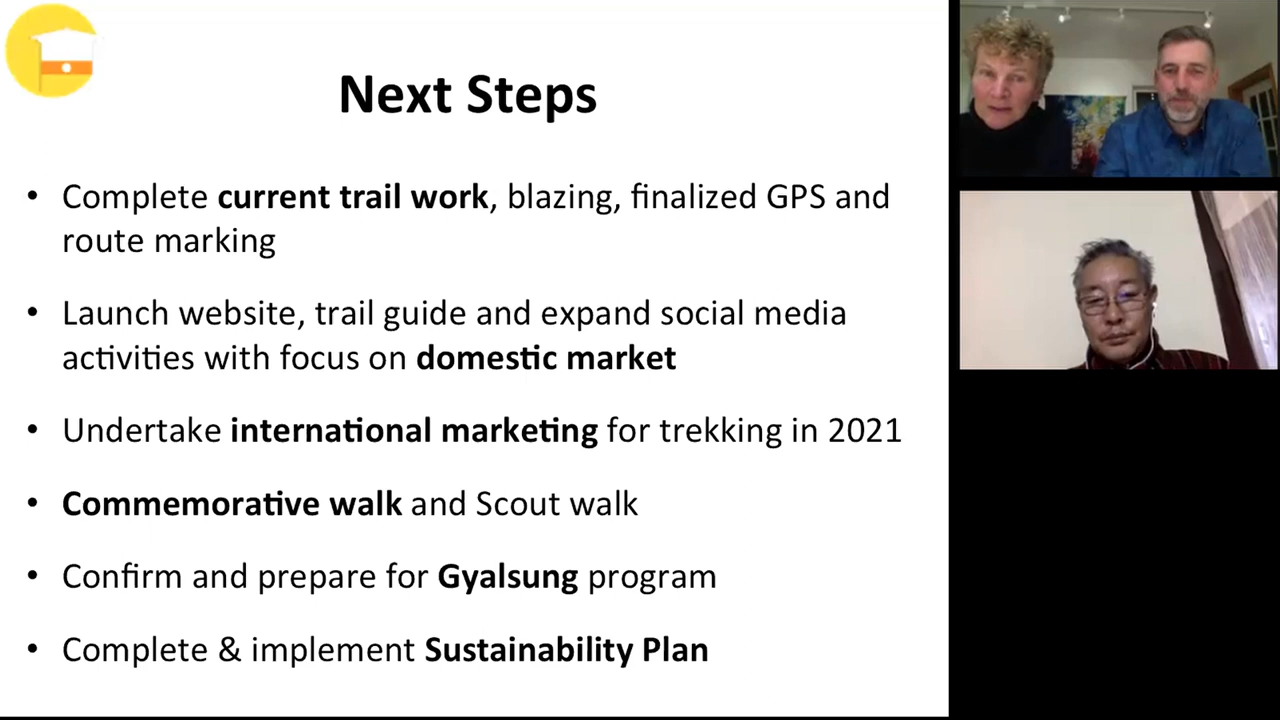 Next Steps
• Complete current trail work, blazing, finalized GPS and
route marking
• Launch website, trail guide and expand social media
activities with focus on domestic market
• Undertake international marketing for trekking in 2021
• Commemorative walk and Scout walk
• Confirm and prepare for Gyalsung program
• Complete & implement Sustainability Plan